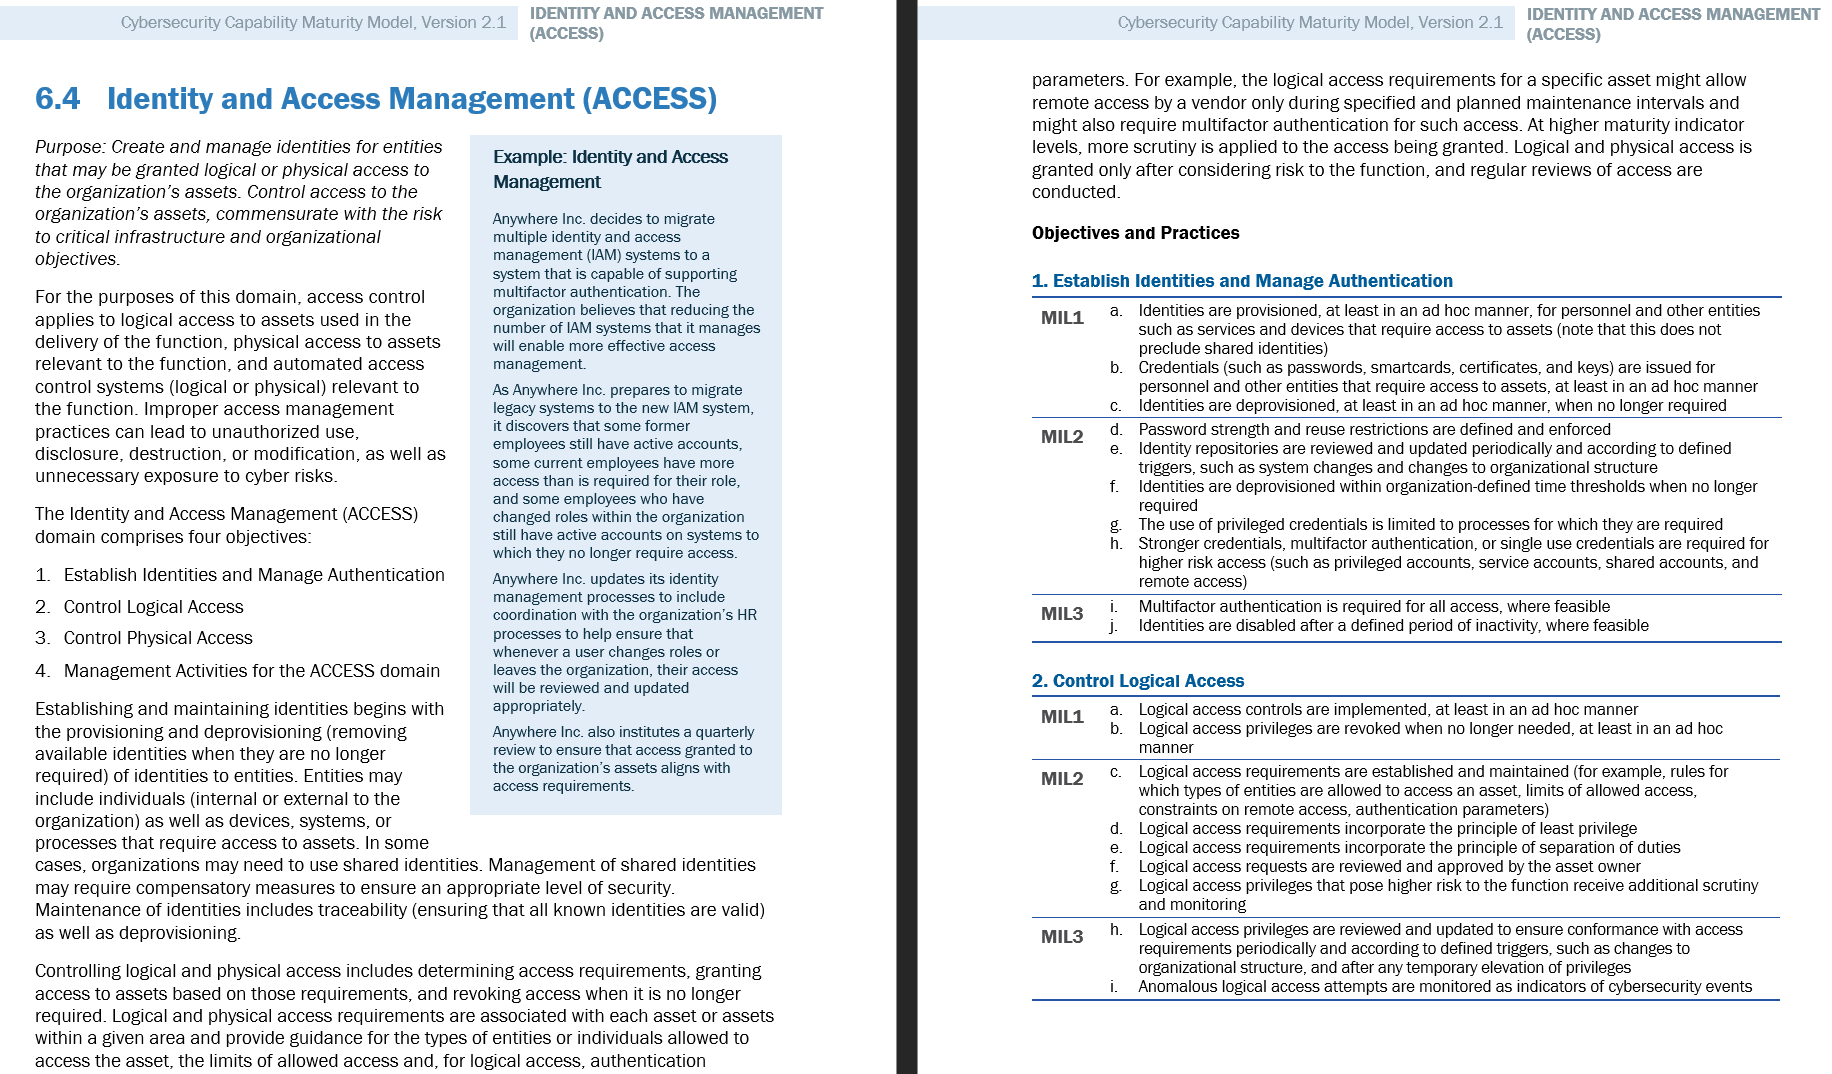 Cybersecurity Capability Maturity Model, Version 2.1
IDENTITY AND ACCESS MANAGEMENT
(ACCESS)
6.4 Identity and Access Management (ACCESS)
Purpose: Create and manage identities for entities
that may be granted logical or physical access to
the organization’s assets. Control access to the
organization’s assets, commensurate with the risk
to critical infrastructure and organizational
objectives.
For the purposes of this domain, access control
applies to logical access to assets used in the
delivery of the function, physical access to assets
relevant to the function, and automated access
control systems (logical or physical) relevant to
the function. Improper access management
practices can lead to unauthorized use,
disclosure, destruction, or modification, as well as
unnecessary exposure to cyber risks.
The Identity and Access Management (ACCESS)
domain comprises four objectives:
1. Establish Identities and Manage Authentication
2. Control Logical Access
3. Control Physical Access
4. Management Activities for the ACCESS domain
Establishing and maintaining identities begins with
the provisioning and deprovisioning (removing
available identities when they are no longer
required) of identities to entities. Entities may
include individuals (internal or external to the
organization) as well as devices, systems, or
processes that require access to assets. In some
cases, organizations may need to use shared identities. Management of shared identities
may require compensatory measures to ensure an appropriate level of security.
Maintenance of identities includes traceability (ensuring that all known identities are valid)
as well as deprovisioning.
Controlling logical and physical access includes determining access requirements, granting
access to assets based on those requirements, and revoking access when it is no longer
required. Logical and physical access requirements are associated with each asset or assets
within a given area and provide guidance for the types of entities or individuals allowed to
access the asset, the limits of allowed access and, for logical access, authentication
Example: Identity and Access
Management
Anywhere Inc. decides to migrate
multiple identity and access
management (IAM) systems to a
system that is capable of supporting
multifactor authentication. The
organization believes that reducing the
number of IAM systems that it manages
will enable more effective access
management.
As Anywhere Inc. prepares to migrate
legacy systems to the new IAM system,
it discovers that some former
employees still have active accounts,
some current employees have more
access than is required for their role,
and some employees who have
changed roles within the organization
still have active accounts on systems to
which they no longer require access.
Anywhere Inc. updates its identity
management processes to include
coordination with the organization’s HR
processes to help ensure that
whenever a user changes roles or
leaves the organization, their access
will be reviewed and updated
appropriately.
Anywhere Inc. also institutes a quarterly
review to ensure that access granted to
the organization’s assets aligns with
access requirements.
Cybersecurity Capability Maturity Model, Version 2.1
IDENTITY AND ACCESS MANAGEMENT
(ACCESS)
parameters. For example, the logical access requirements for a specific asset might allow
remote access by a vendor only during specified and planned maintenance intervals and
might also require multifactor authentication for such access. At higher maturity indicator
levels, more scrutiny is applied to the access being granted. Logical and physical access is
granted only after considering risk to the function, and regular reviews of access are
conducted.
Objectives and Practices
1. Establish Identities and Manage Authentication
MIL1 a. Identities are provisioned, at least in an ad hoc manner, for personnel and other entities
such as services and devices that require access to assets (note that this does not
preclude shared identities)
b. Credentials (such as passwords, smartcards, certificates, and keys) are issued for
personnel and other entities that require access to assets, at least in an ad hoc manner
c. Identities are deprovisioned, at least in an ad hoc manner, when no longer required
MIL2 d. Password strength and reuse restrictions are defined and enforced
e. Identity repositories are reviewed and updated periodically and according to defined
triggers, such as system changes and changes to organizational structure
f. Identities are deprovisioned within organization-defined time thresholds when no longer
required
g. The use of privileged credentials is limited to processes for which they are required
h. Stronger credentials, multifactor authentication, or single use credentials are required for
higher risk access (such as privileged accounts, service accounts, shared accounts, and
remote access)
MIL3 i. Multifactor authentication is required for all access, where feasible
j. Identities are disabled after a defined period of inactivity, where feasible
2. Control Logical Access
MIL1 a. Logical access controls are implemented, at least in an ad hoc manner
b. Logical access privileges are revoked when no longer needed, at least in an ad hoc
manner
MIL2 c. Logical access requirements are established and maintained (for example, rules for
which types of entities are allowed to access an asset, limits of allowed access,
constraints on remote access, authentication parameters)
d. Logical access requirements incorporate the principle of least privilege
e. Logical access requirements incorporate the principle of separation of duties
f. Logical access requests are reviewed and approved by the asset owner
g. Logical access privileges that pose higher risk to the function receive additional scrutiny
and monitoring
MIL3 h. Logical access privileges are reviewed and updated to ensure conformance with access
requirements periodically and according to defined triggers, such as changes to
organizational structure, and after any temporary elevation of privileges
i. Anomalous logical access attempts are monitored as indicators of cybersecurity events